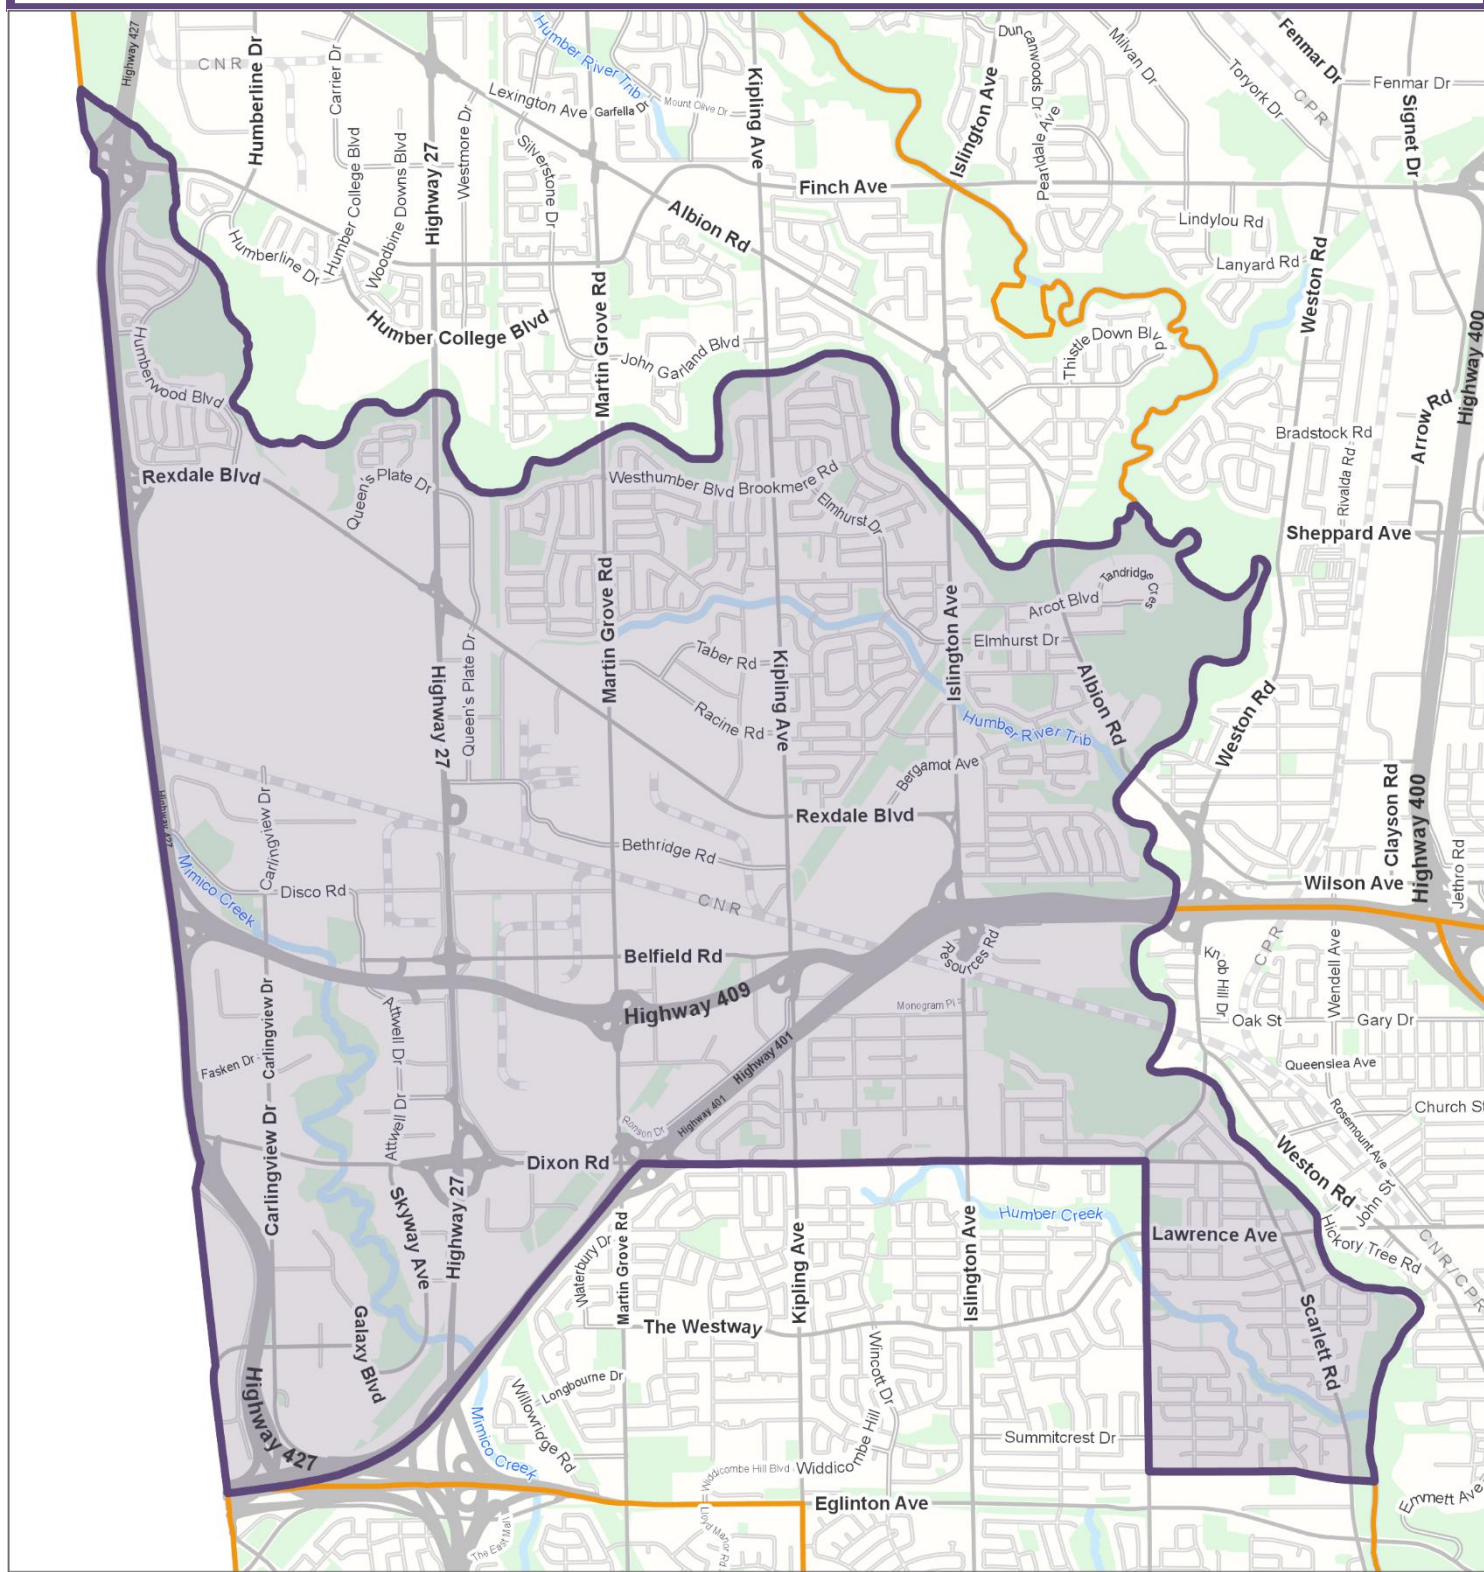 Highway 427
CNR
Humberline Dr
Carrier Dr
Humber College Blvd
Woodbine Downs Blvd
Highway 27
Westmore Dr
Lexington Ave
Garfella Dr
Humber River Trib
Mount Olive Dr
Silverstone Dr
Kipling Ave
Finch Ave
Albion Rd
Islington Ave
Duncanwoods Dr
Pearldale Ave
Milvan Dr
Toryork Dr
Fenmar Dr
CPR
Fenmar Dr
Signet Dr
Lindylou Rd
Lanyard Rd
Weston Rd
Humberline Dr
Humber College Blvd
Martin Grove Rd
John Garland Blvd
Thistle Down Blvd
Highway 400
Arrow Rd
Bradstock Rd
Rivalda Rd
Sheppard Ave
Humberwood Blvd
Rexdale Blvd
Queen's Plate Dr
Westhumber Blvd
Brookmere Rd
Elmhurst Dr
Martin Grove Rd
Islington Ave
Arcot Blvd
Tandridge Cres
Elmhurst Dr
Albion Rd
Weston Rd
Highway 27
Queen's Plate Dr
Taber Rd
Kipling Ave
Racine Rd
Humber River Trib
Bergamot Ave
Rexdale Blvd
Bethridge Rd
Highway 427
Carlingview Dr
Mimico Creek
Disco Rd
CNR
Clayson Rd
Highway 400
Jethro Rd
Wilson Ave
Belfield Rd
Resources Rd
Highway 409
Monogram Pl
Knob Hill Dr
CPR
Wendell Ave
Oak St
Gary Dr
Queenslea Ave
Rosemount Ave
Church St
Carlingview Dr
Fasken Dr
Attwell Dr
Attwell Dr
Highway 401
Highway 401
Ronson Dr
Dixon Rd
Carlingview Dr
Skyway Ave
Highway 27
Galaxy Blvd
Highway 427
Waterbury Dr
Martin Grove Rd
Kipling Ave
Islington Ave
Humber Creek
Lawrence Ave
Weston Rd
John St
Hickory Tree Rd
CNR/CPR
Scarlett Rd
The Westway
Wincott Dr
Longbourne Dr
Willowridge Rd
Mimico Creek
Widdicombe Hill Blvd
Widdicombe Hill
Summitcrest Dr
Eglinton Ave
Lloyd Manor Rd
The East Mall
Emmett Ave